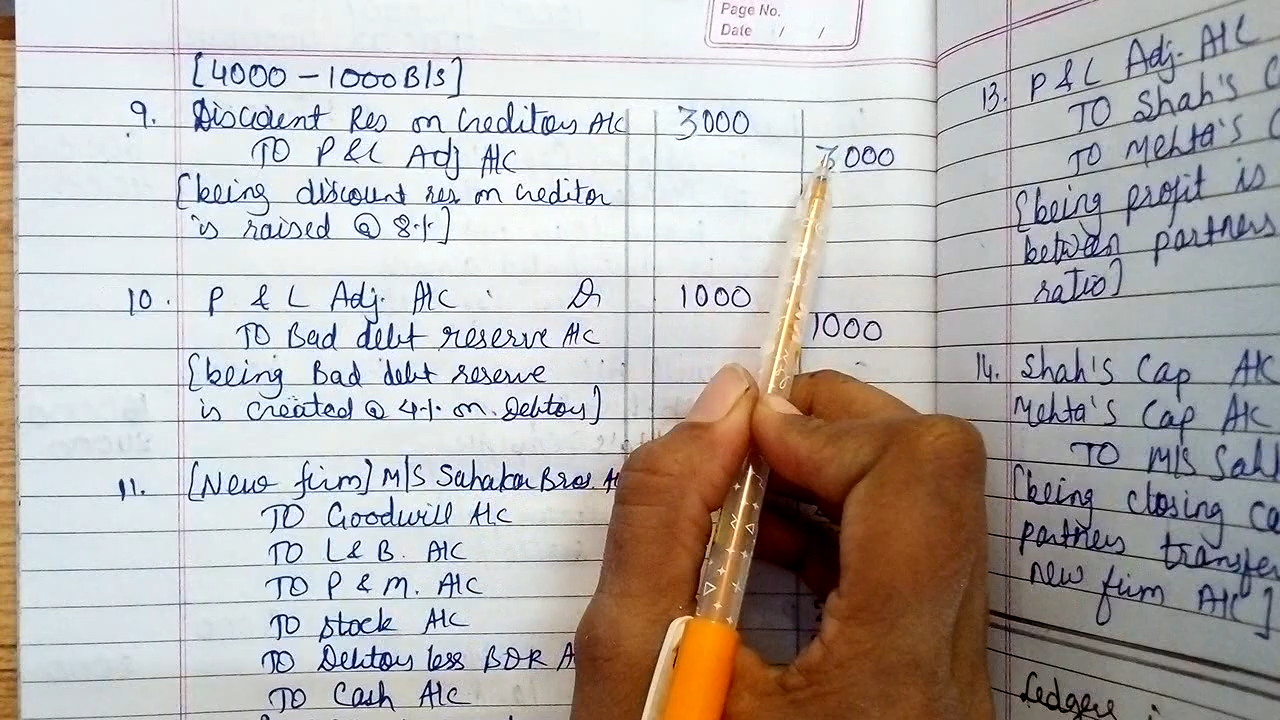 Page No.
Date / /
[4000 - 1000 B/s]
9. Discount Res on Creditors A/c 3000
TO P & L Adj A/c 3000
[being discount res on creditor
is raised @ 8%]
10. P & L Adj. A/c Dr 1000
TO Bad debt reserve A/c 1000
[being Bad debt reserve
is created @ 4% on. Debtors]
11. [New firm] M/S Sahakar Bros
TO Goodwill A/c
TO L & B. A/c
TO P & M. A/c
TO Stock A/c
TO Debtors less BDR A
TO Cash A/c
13. P & L Adj. A/c
TO Shah's C
TO Mehta's C
[being profit is
between partners
ratio]
14. Shah's Cap A/c
Mehta's Cap A/c
TO M/S Sah
[being closing ca
partners transfe
new firm A/c]
Ledger